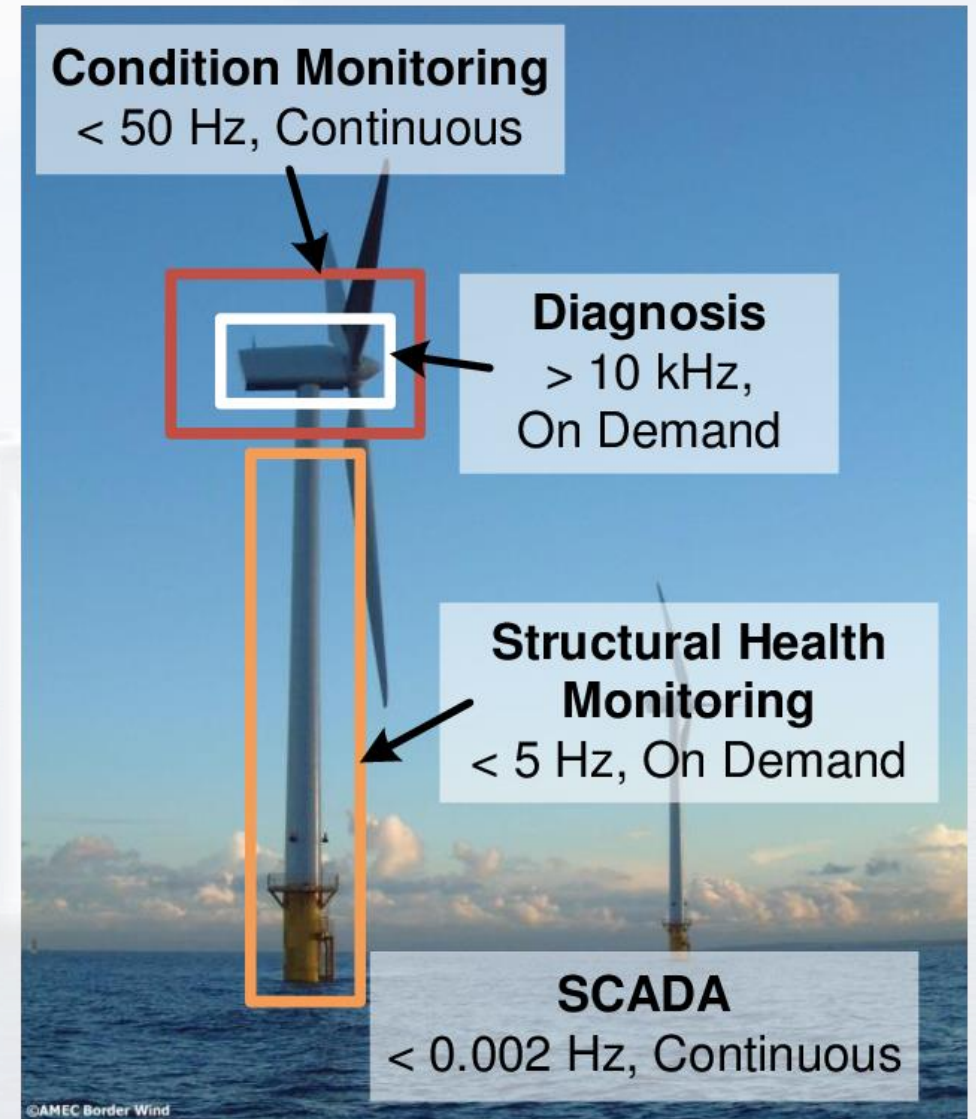 Condition Monitoring
< 50 Hz, Continuous
Diagnosis
> 10 kHz,
On Demand
Structural Health
Monitoring
< 5 Hz, On Demand
SCADA
< 0.002 Hz, Continuous
©AMEC Border Wind